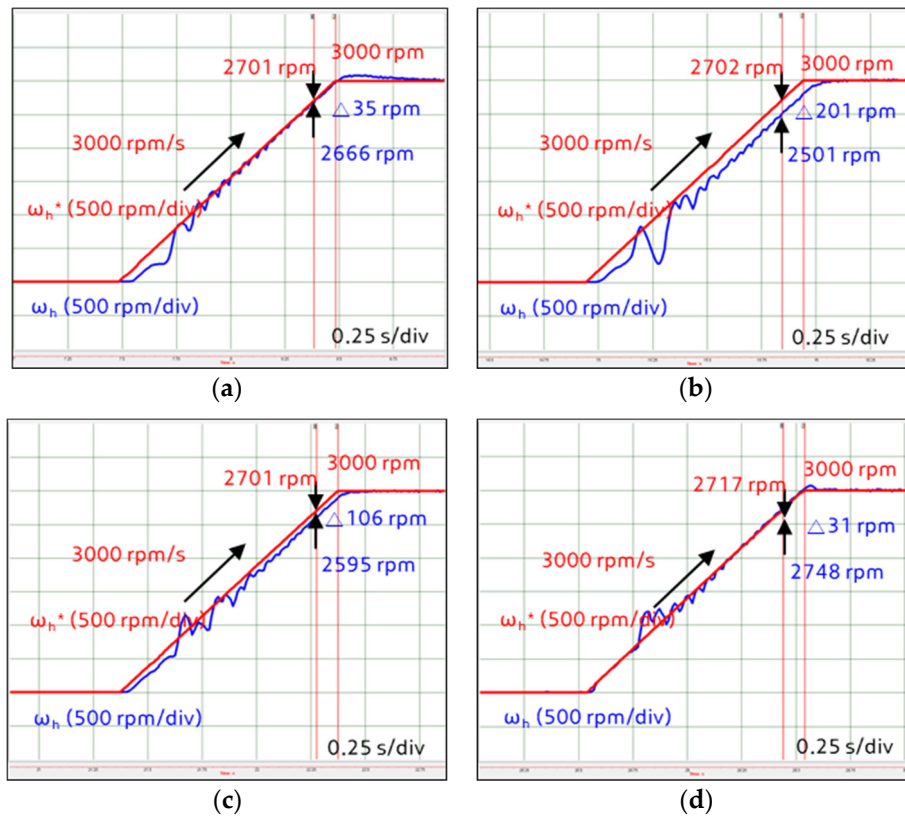 2701 rpm
3000 rpm
△35 rpm
3000 rpm/s
2666 rpm
ωh* (500 rpm/div)
ωh (500 rpm/div)
0.25 s/div
(a)
2702 rpm
3000 rpm
△201 rpm
3000 rpm/s
2501 rpm
ωh* (500 rpm/div)
ωh (500 rpm/div)
0.25 s/div
(b)
2701 rpm
3000 rpm
△106 rpm
3000 rpm/s
2595 rpm
ωh* (500 rpm/div)
ωh (500 rpm/div)
0.25 s/div
(c)
2717 rpm
3000 rpm
△31 rpm
3000 rpm/s
2748 rpm
ωh* (500 rpm/div)
ωh (500 rpm/div)
0.25 s/div
(d)